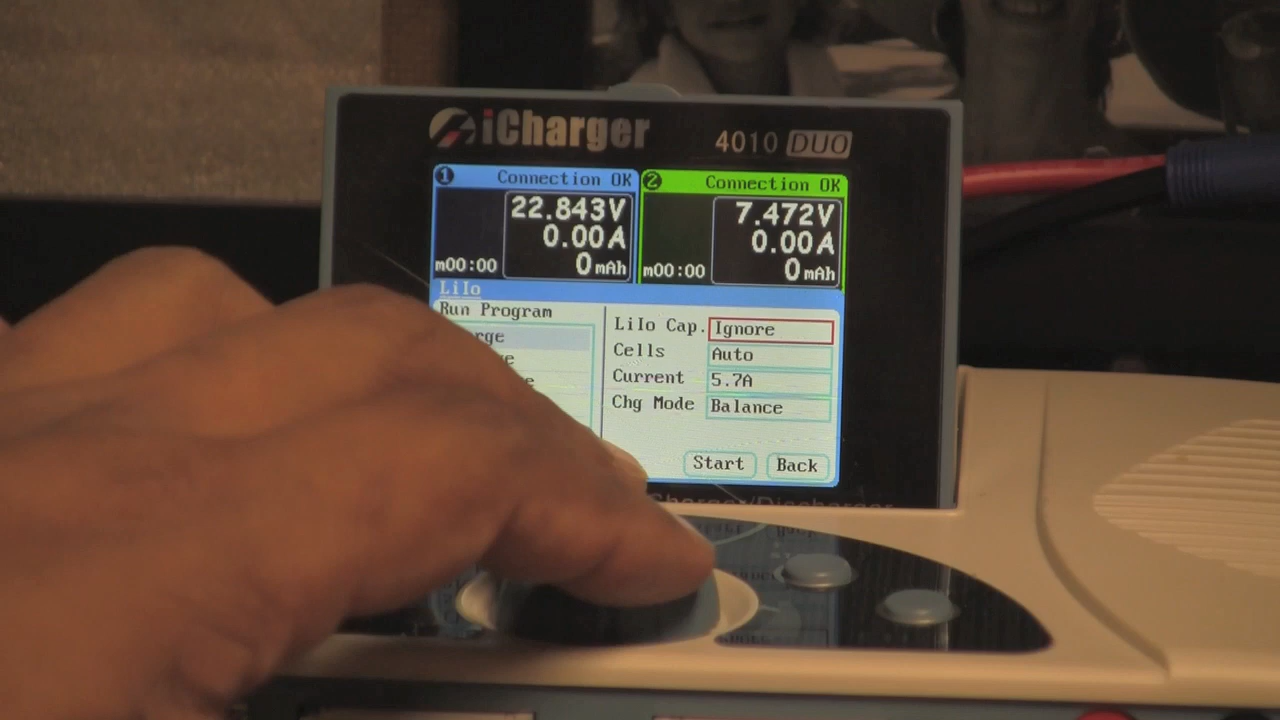 iCharger
4010 DUO
1 Connection OK
22.843V
0.00A
m00:00 0mAh
2 Connection OK
7.472V
0.00A
m00:00 0mAh
LiIo
Run Program
LiIo Cap. Ignore
Cells Auto
Current 5.7A
Chg Mode Balance
Start Back
Charger/Discharger